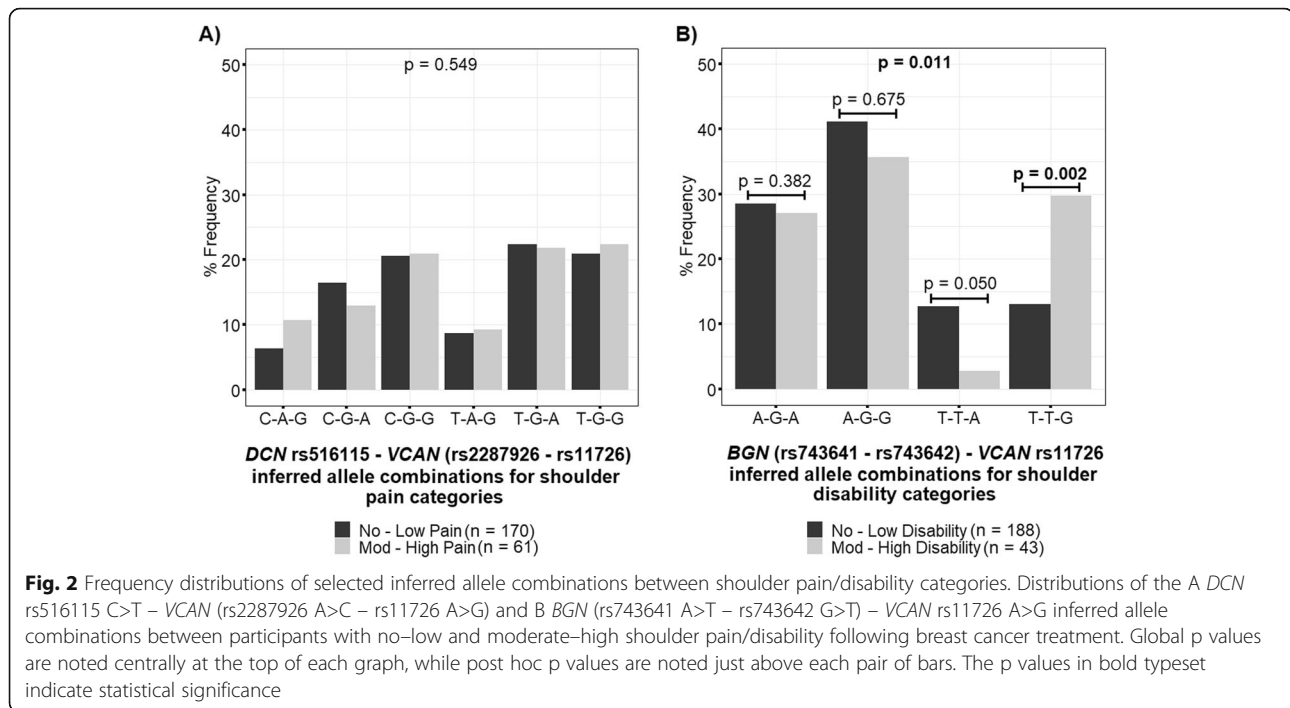 A)
p = 0.549
50
40
30
20
10
0
% Frequency
C-A-G C-G-A C-G-G T-A-G T-G-A T-G-G
DCN rs516115 - VCAN (rs2287926 - rs11726)
inferred allele combinations for shoulder
pain categories
No - Low Pain (n = 170)
Mod - High Pain (n = 61)
B)
p = 0.011
p = 0.675
p = 0.382
p = 0.050
p = 0.002
50
40
30
20
10
0
% Frequency
A-G-A A-G-G T-T-A T-T-G
BGN (rs743641 - rs743642) - VCAN rs11726
inferred allele combinations for shoulder
disability categories
No - Low Disability (n = 188)
Mod - High Disability (n = 43)
Fig. 2 Frequency distributions of selected inferred allele combinations between shoulder pain/disability categories. Distributions of the A DCN
rs516115 C>T – VCAN (rs2287926 A>C – rs11726 A>G) and B BGN (rs743641 A>T – rs743642 G>T) – VCAN rs11726 A>G inferred allele
combinations between participants with no–low and moderate–high shoulder pain/disability following breast cancer treatment. Global p values
are noted centrally at the top of each graph, while post hoc p values are noted just above each pair of bars. The p values in bold typeset
indicate statistical significance